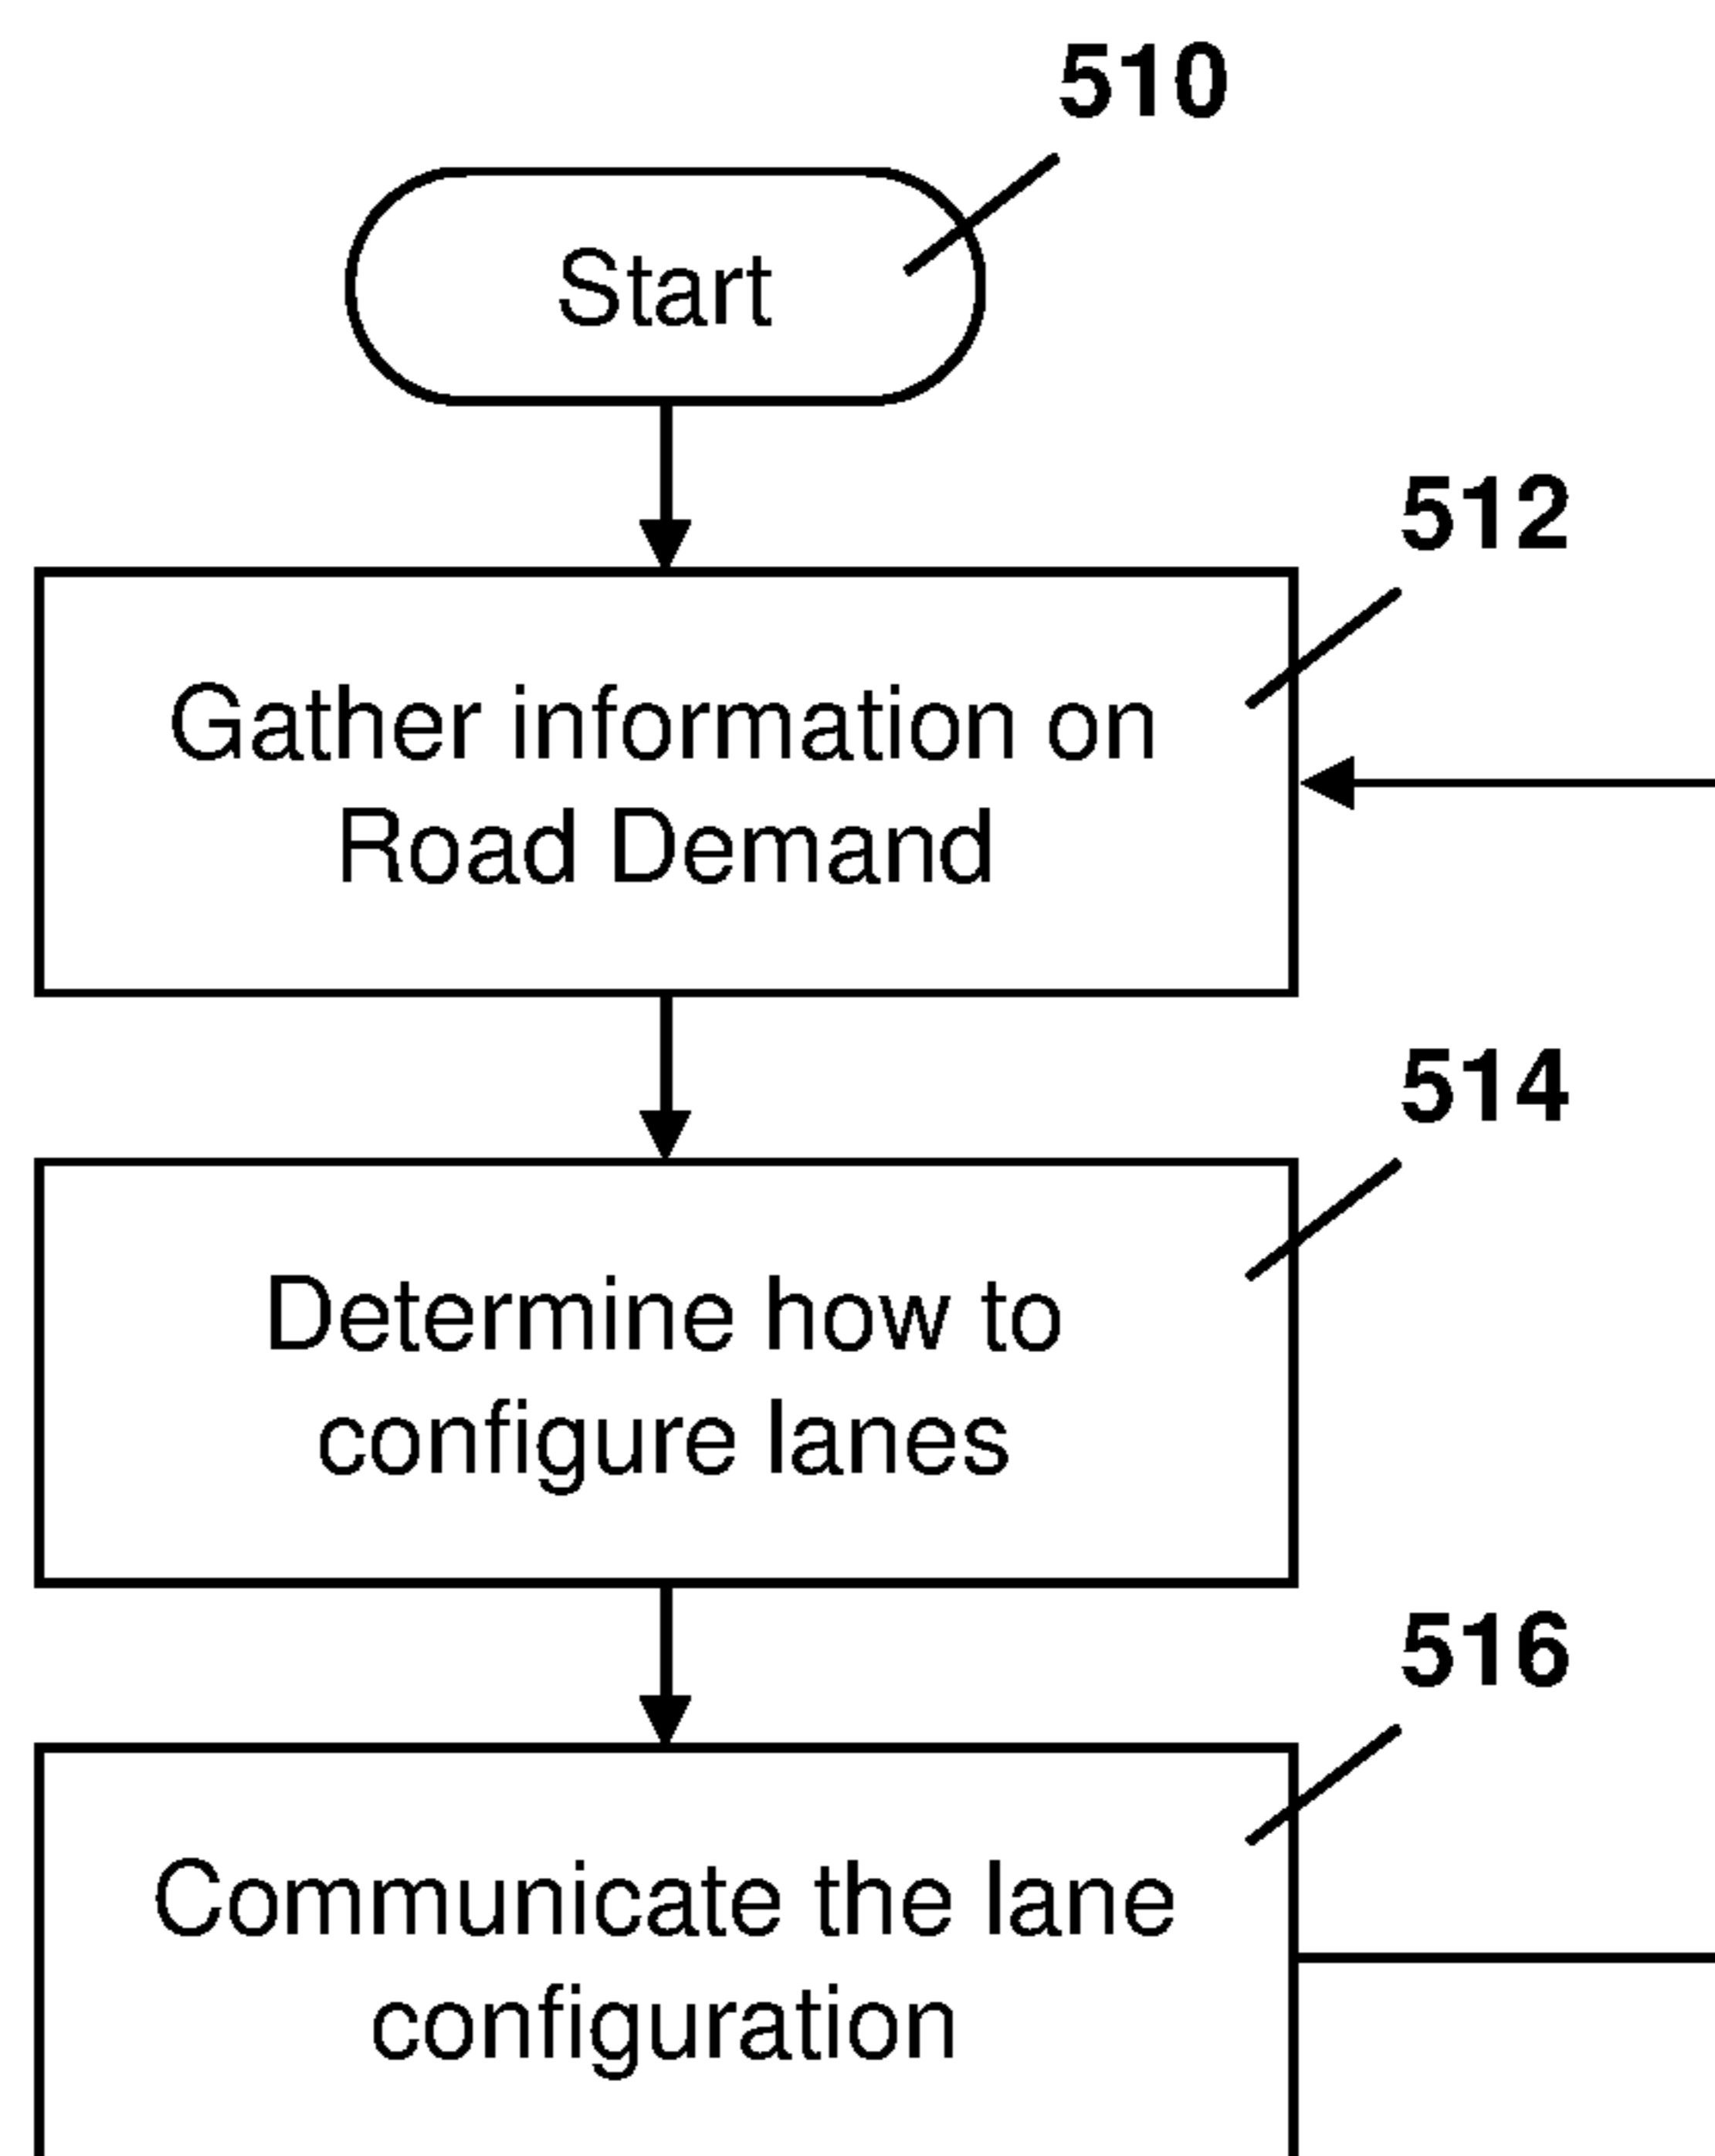 510
Start
512
Gather information on
Road Demand
514
Determine how to
configure lanes
516
Communicate the lane
configuration